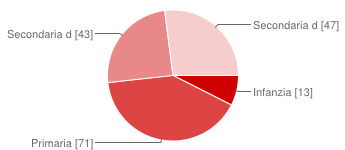 Secondaria d [43]
Secondaria d [47]
Infanzia [13]
Primaria [71]